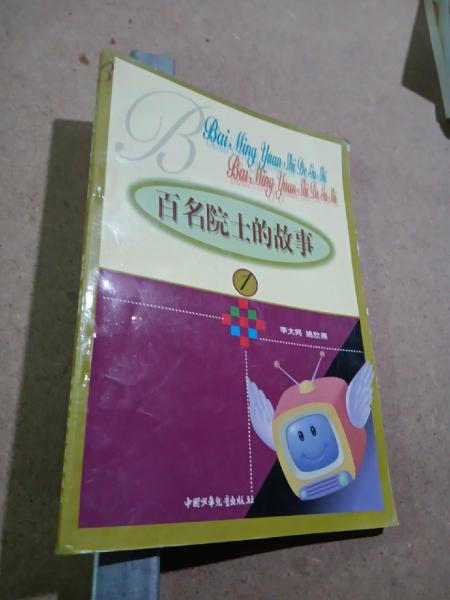 B
Bai Ming Yuan Shi De Gu Shi
Bai Ming Yuan Shi De Gu Shi
百名院士的故事
1
李大同 姚欣燕
中国少年儿童出版社